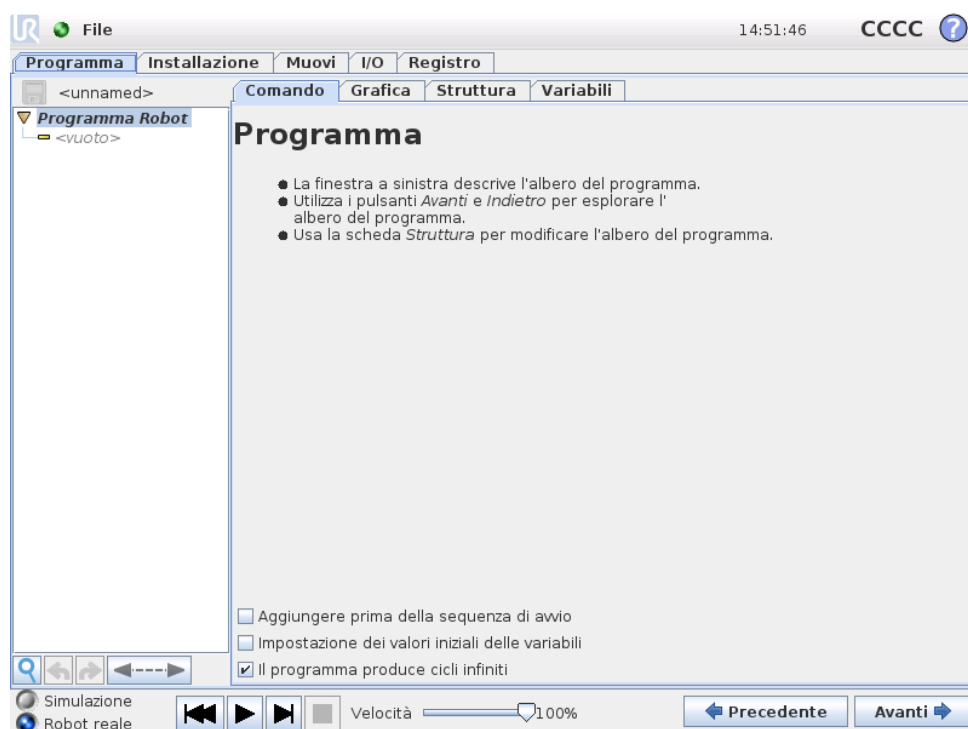 UR File 14:51:46 CCCC ?
Programma Installazione Muovi I/O Registro
<unnamed> Comando Grafica Struttura Variabili
Programma Robot
<vuoto>
Programma
La finestra a sinistra descrive l'albero del programma.
Utilizza i pulsanti Avanti e Indietro per esplorare l'
albero del programma.
Usa la scheda Struttura per modificare l'albero del programma.
Aggiungere prima della sequenza di avvio
Impostazione dei valori iniziali delle variabili
Il programma produce cicli infiniti
Simulazione
Robot reale
Velocità 100% Precedente Avanti